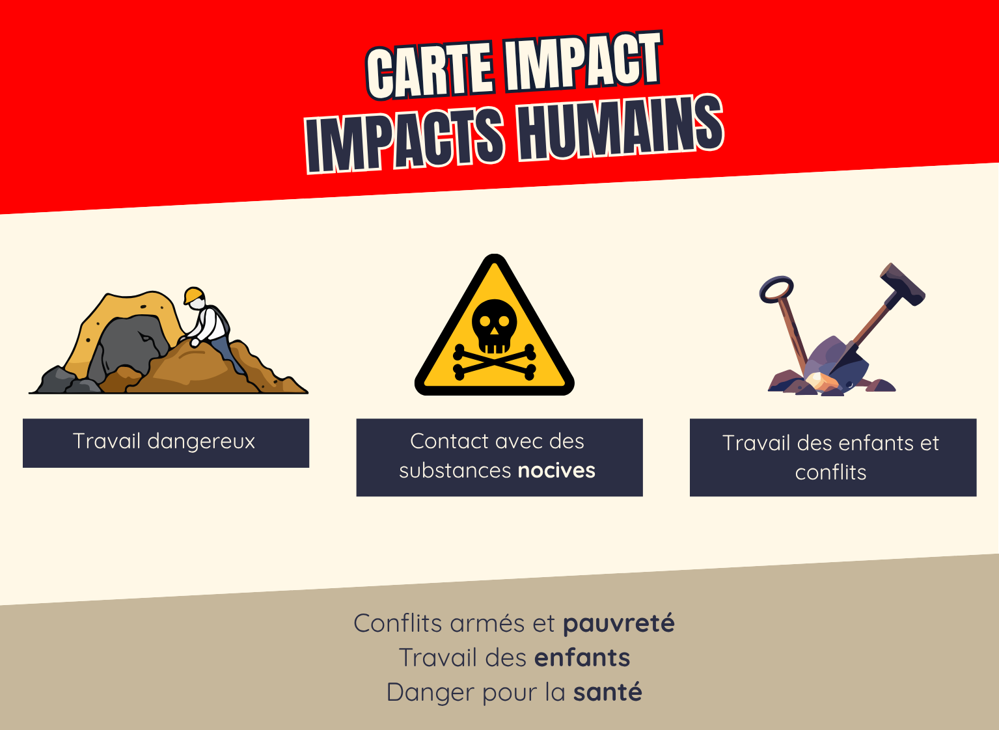 CARTE IMPACT
IMPACTS HUMAINS
Travail dangereux
Contact avec des
substances nocives
Travail des enfants et
conflits
Conflits armés et pauvreté
Travail des enfants
Danger pour la santé